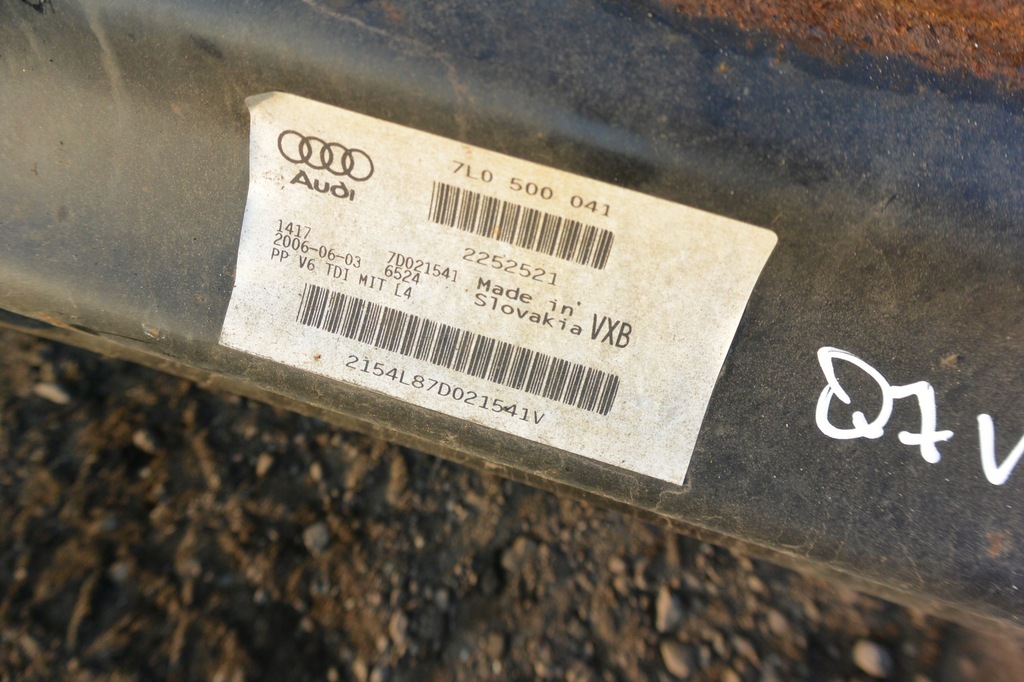 Audi
7L0 500 041
2252521
1417
2006-06-03 7D021541
PP V6 TDI 6524
MIT L4
Made in
Slovakia VXB
2154L87D021541V
Q7 V